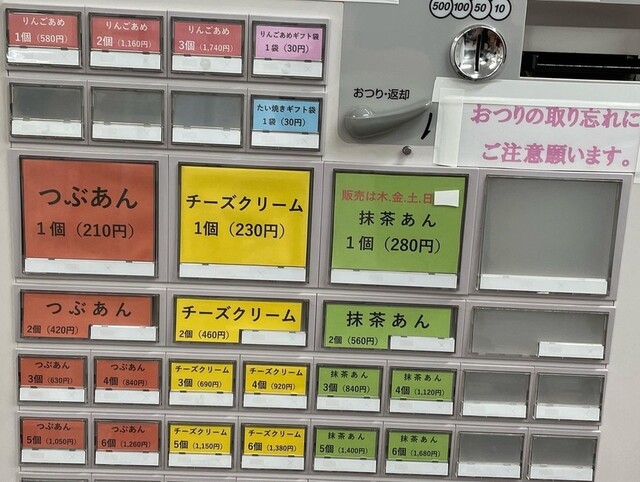 500 100 50 10
おつり・返却
おつりの取り忘れに
ご注意願います。
りんごあめ
1個（580円）
りんごあめ
2個（1,160円）
りんごあめ
3個（1,740円）
りんごあめギフト袋
1袋（30円）
たい焼きギフト袋
1袋（30円）
つぶあん
1個（210円）
チーズクリーム
1個（230円）
販売は木.金.土.日
抹茶あん
1個（280円）
つぶあん
2個（420円）
チーズクリーム
2個（460円）
抹茶あん
2個（560円）
つぶあん
3個（630円）
つぶあん
4個（840円）
チーズクリーム
3個（690円）
チーズクリーム
4個（920円）
抹茶あん
3個（840円）
抹茶あん
4個（1,120円）
つぶあん
5個（1,050円）
つぶあん
6個（1,260円）
チーズクリーム
5個（1,150円）
チーズクリーム
6個（1,380円）
抹茶あん
5個（1,400円）
抹茶あん
6個（1,680円）